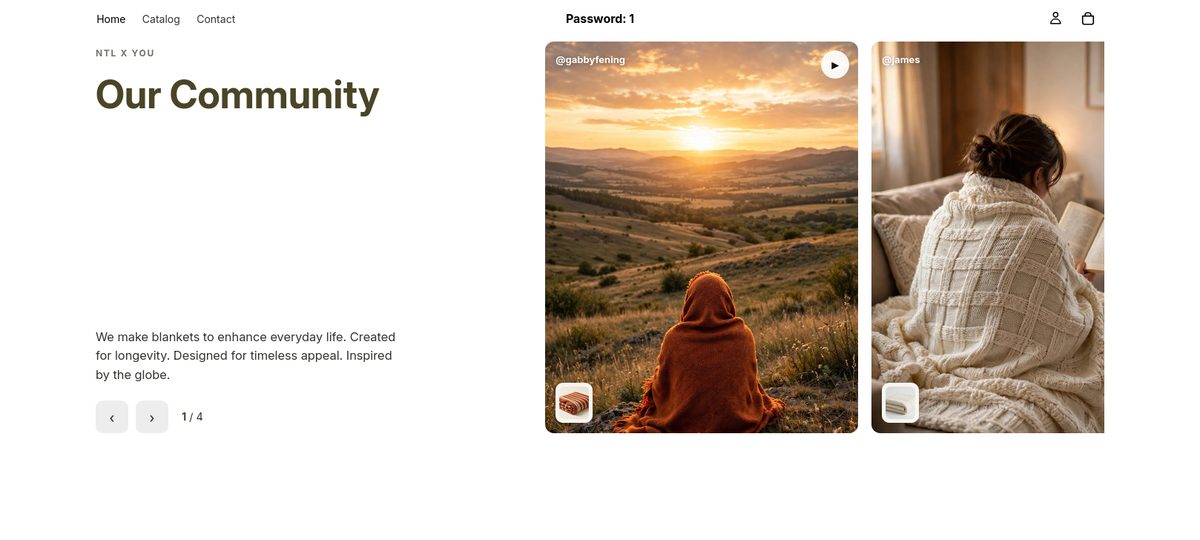 Home Catalog Contact Password: 1
NTL X YOU
Our Community
We make blankets to enhance everyday life. Created
for longevity. Designed for timeless appeal. Inspired
by the globe.
‹ › 1 / 4
@gabbyfening
@james